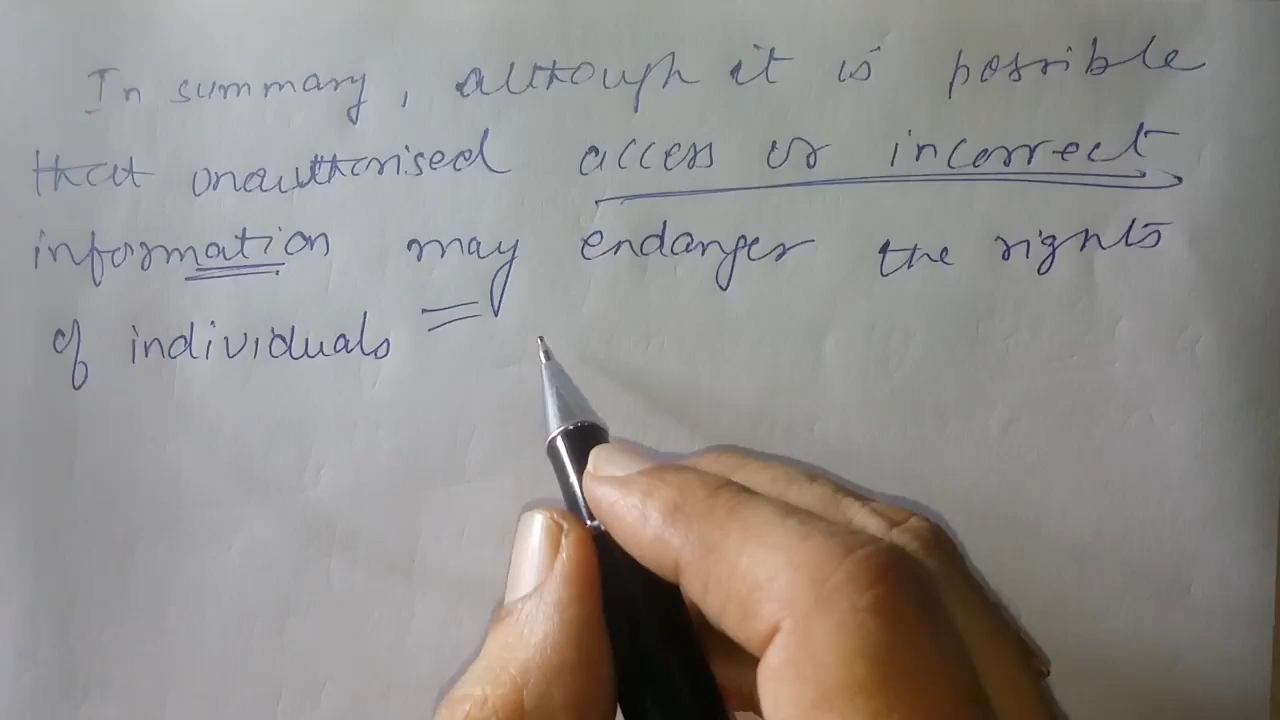 In summary, although it is possible
that unauthorised access or incorrect
information may endanger the rights
of individuals